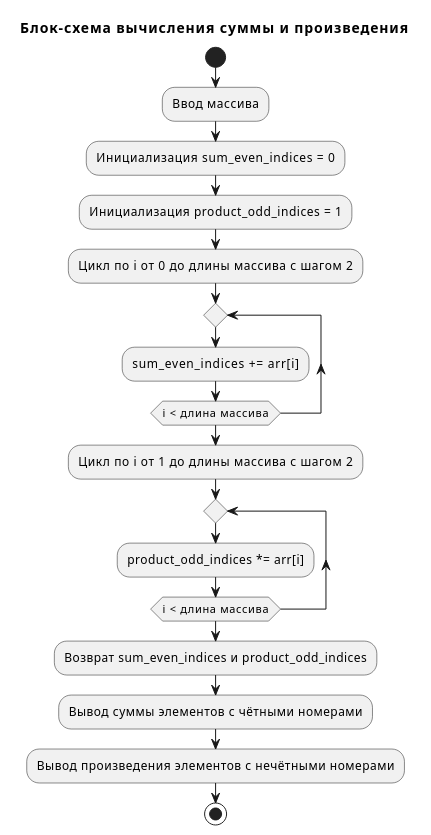 Блок-схема вычисления суммы и произведения
Ввод массива
Инициализация sum_even_indices = 0
Инициализация product_odd_indices = 1
Цикл по i от 0 до длины массива с шагом 2
sum_even_indices += arr[i]
i < длина массива
Цикл по i от 1 до длины массива с шагом 2
product_odd_indices *= arr[i]
i < длина массива
Возврат sum_even_indices и product_odd_indices
Вывод суммы элементов с чётными номерами
Вывод произведения элементов с нечётными номерами